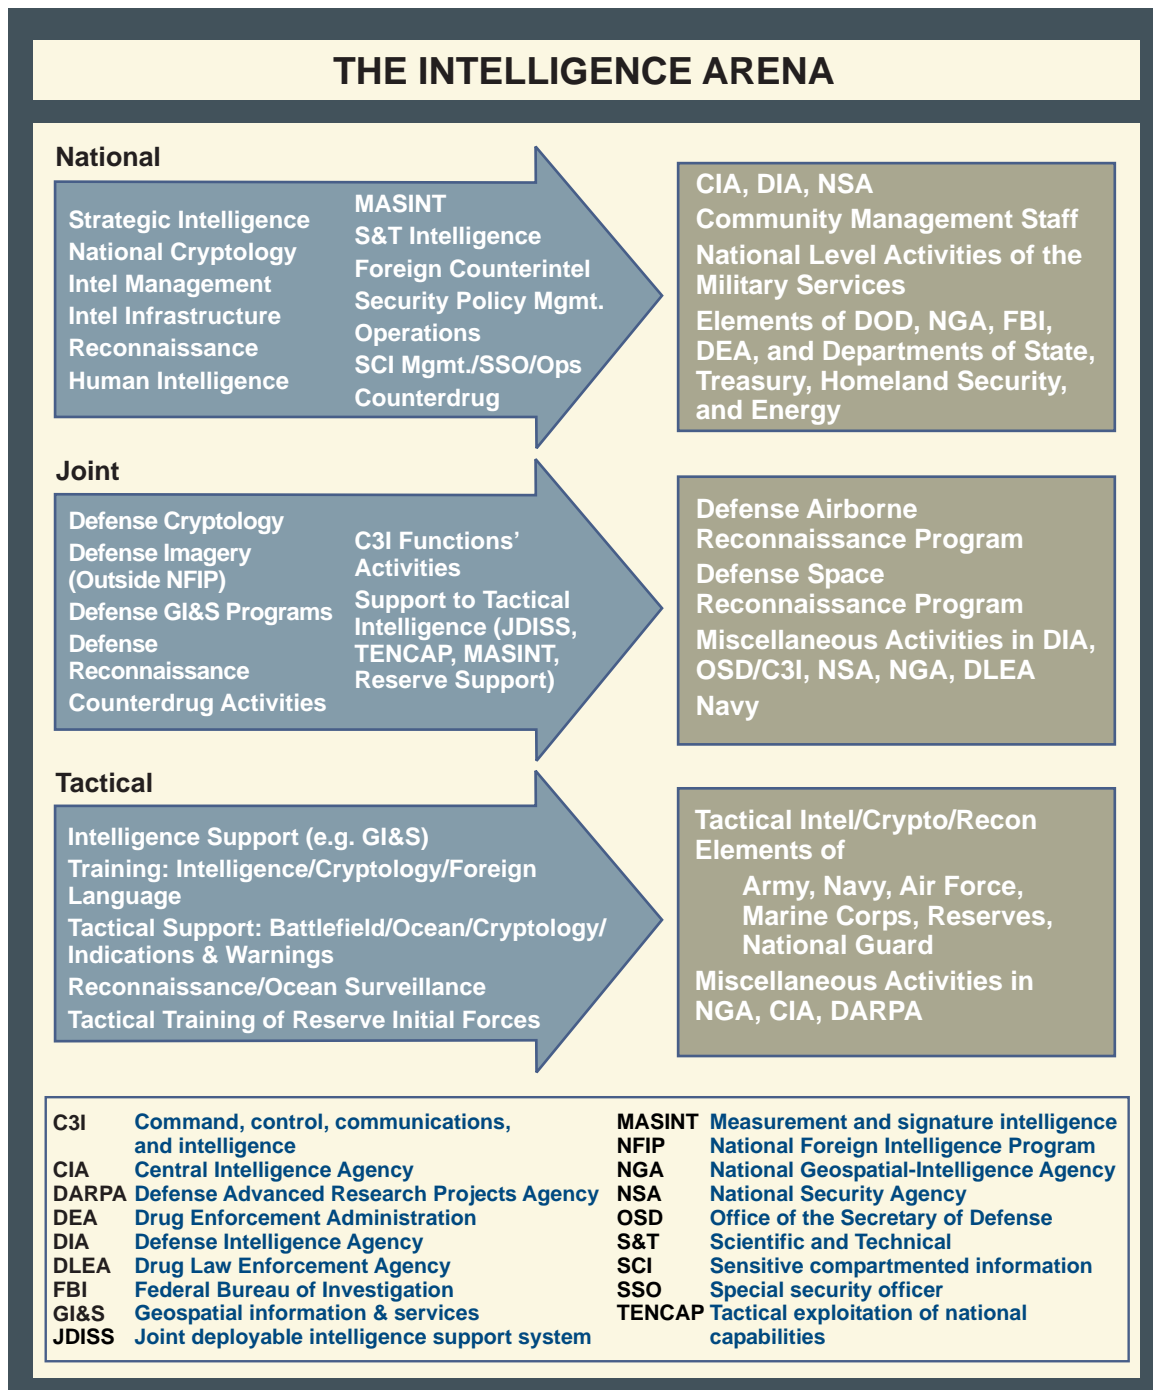 THE INTELLIGENCE ARENA
National
Strategic Intelligence
National Cryptology
Intel Management
Intel Infrastructure
Reconnaissance
Human Intelligence
MASINT
S&T Intelligence
Foreign Counterintel
Security Policy Mgmt.
Operations
SCI Mgmt./SSO/Ops
Counterdrug
CIA, DIA, NSA
Community Management Staff
National Level Activities of the
Military Services
Elements of DOD, NGA, FBI,
DEA, and Departments of State,
Treasury, Homeland Security,
and Energy
Joint
Defense Cryptology
Defense Imagery
(Outside NFIP)
Defense GI&S Programs
Defense
Reconnaissance
Counterdrug Activities
C3I Functions’
Activities
Support to Tactical
Intelligence (JDISS,
TENCAP, MASINT,
Reserve Support)
Defense Airborne
Reconnaissance Program
Defense Space
Reconnaissance Program
Miscellaneous Activities in DIA,
OSD/C3I, NSA, NGA, DLEA
Navy
Tactical
Intelligence Support (e.g. GI&S)
Training: Intelligence/Cryptology/Foreign
Language
Tactical Support: Battlefield/Ocean/Cryptology/
Indications & Warnings
Reconnaissance/Ocean Surveillance
Tactical Training of Reserve Initial Forces
Tactical Intel/Crypto/Recon
Elements of
Army, Navy, Air Force,
Marine Corps, Reserves,
National Guard
Miscellaneous Activities in
NGA, CIA, DARPA
C3I Command, control, communications,
and intelligence
CIA Central Intelligence Agency
DARPA Defense Advanced Research Projects Agency
DEA Drug Enforcement Administration
DIA Defense Intelligence Agency
DLEA Drug Law Enforcement Agency
FBI Federal Bureau of Investigation
GI&S Geospatial information & services
JDISS Joint deployable intelligence support system
MASINT Measurement and signature intelligence
NFIP National Foreign Intelligence Program
NGA National Geospatial-Intelligence Agency
NSA National Security Agency
OSD Office of the Secretary of Defense
S&T Scientific and Technical
SCI Sensitive compartmented information
SSO Special security officer
TENCAP Tactical exploitation of national
capabilities